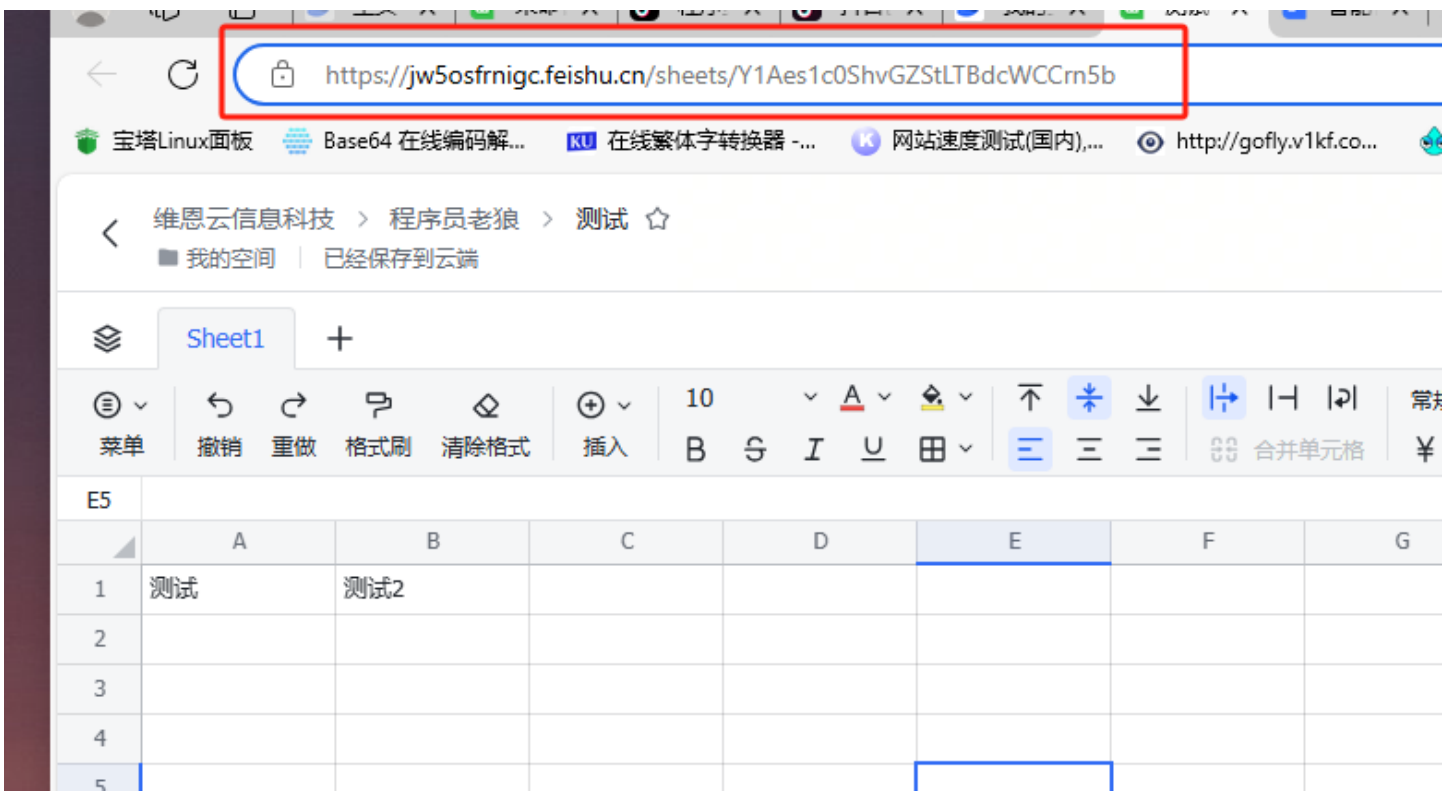 https://jw5osfrnigc.feishu.cn/sheets/Y1Aes1c0ShvGZStLTBdcWCCrn5b
宝塔Linux面板 Base64 在线编码解... KU 在线繁体字转换器 -... K 网站速度测试(国内),... http://gofly.v1kf.co...
维恩云信息科技 > 程序员老狼 > 测试
我的空间 已经保存到云端
Sheet1
10 A
菜单 撤销 重做 格式刷 清除格式 插入 B S I U 合并单元格 ¥
E5
A B C D E F G
1 测试 测试2
2
3
4
5